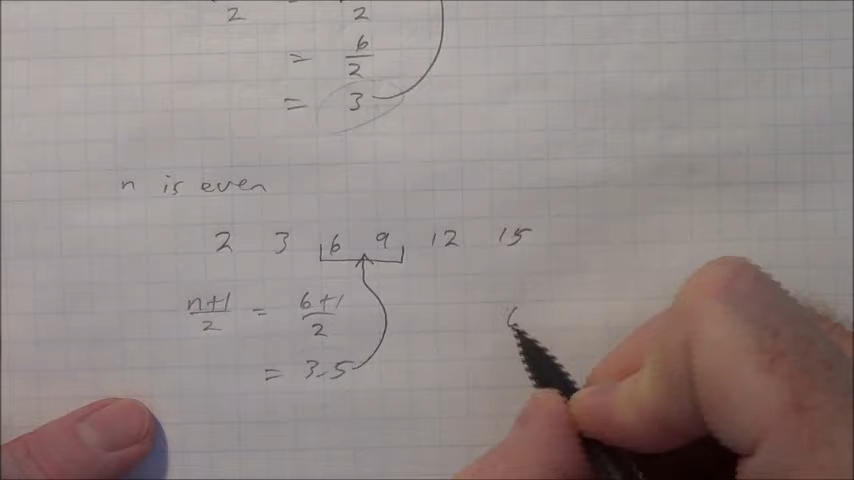 2 2
= 6/2
= 3
n is even
2 3 6 9 12 15
n+1/2 = 6+1/2 6
= 3.5